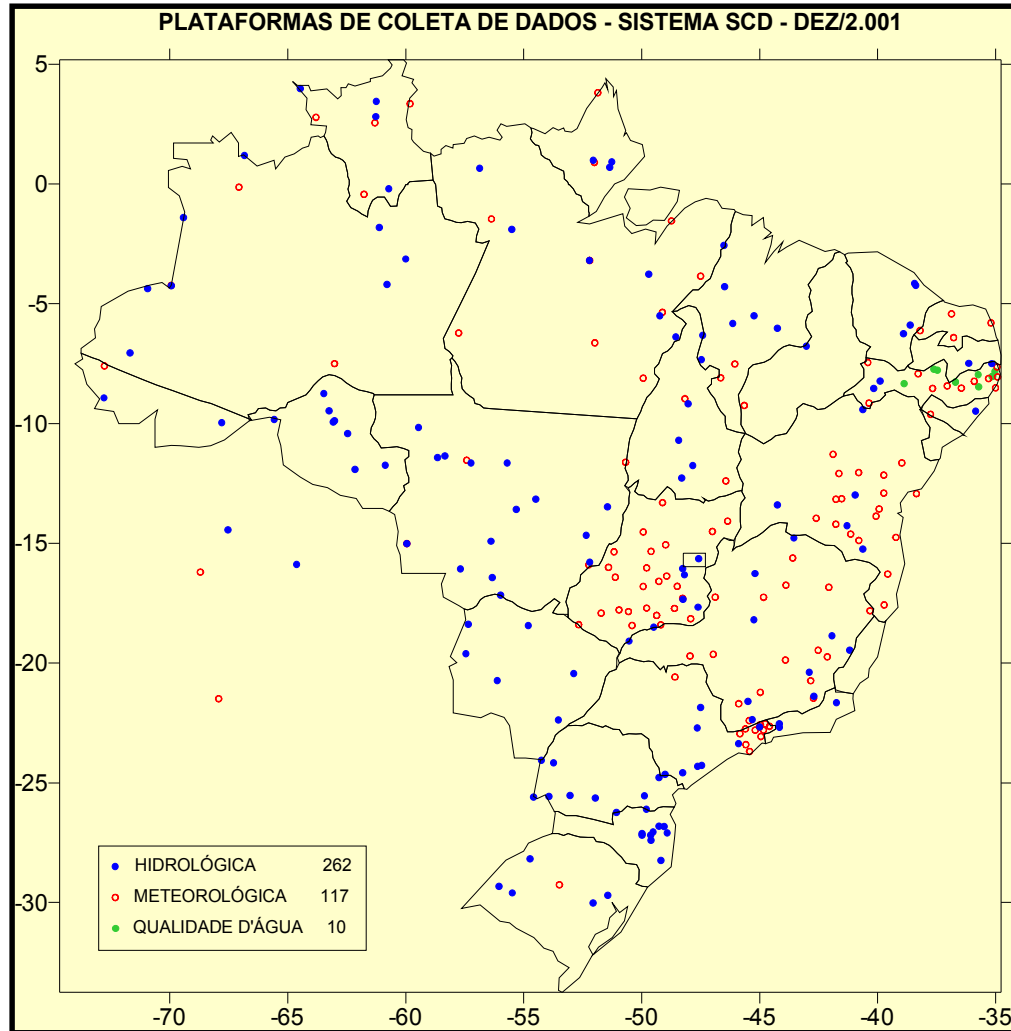 PLATAFORMAS DE COLETA DE DADOS - SISTEMA SCD - DEZ/2.001
5
0
-5
-10
-15
-20
-25
-30
HIDROLÓGICA 262
METEOROLÓGICA 117
QUALIDADE D'ÁGUA 10
-70 -65 -60 -55 -50 -45 -40 -35